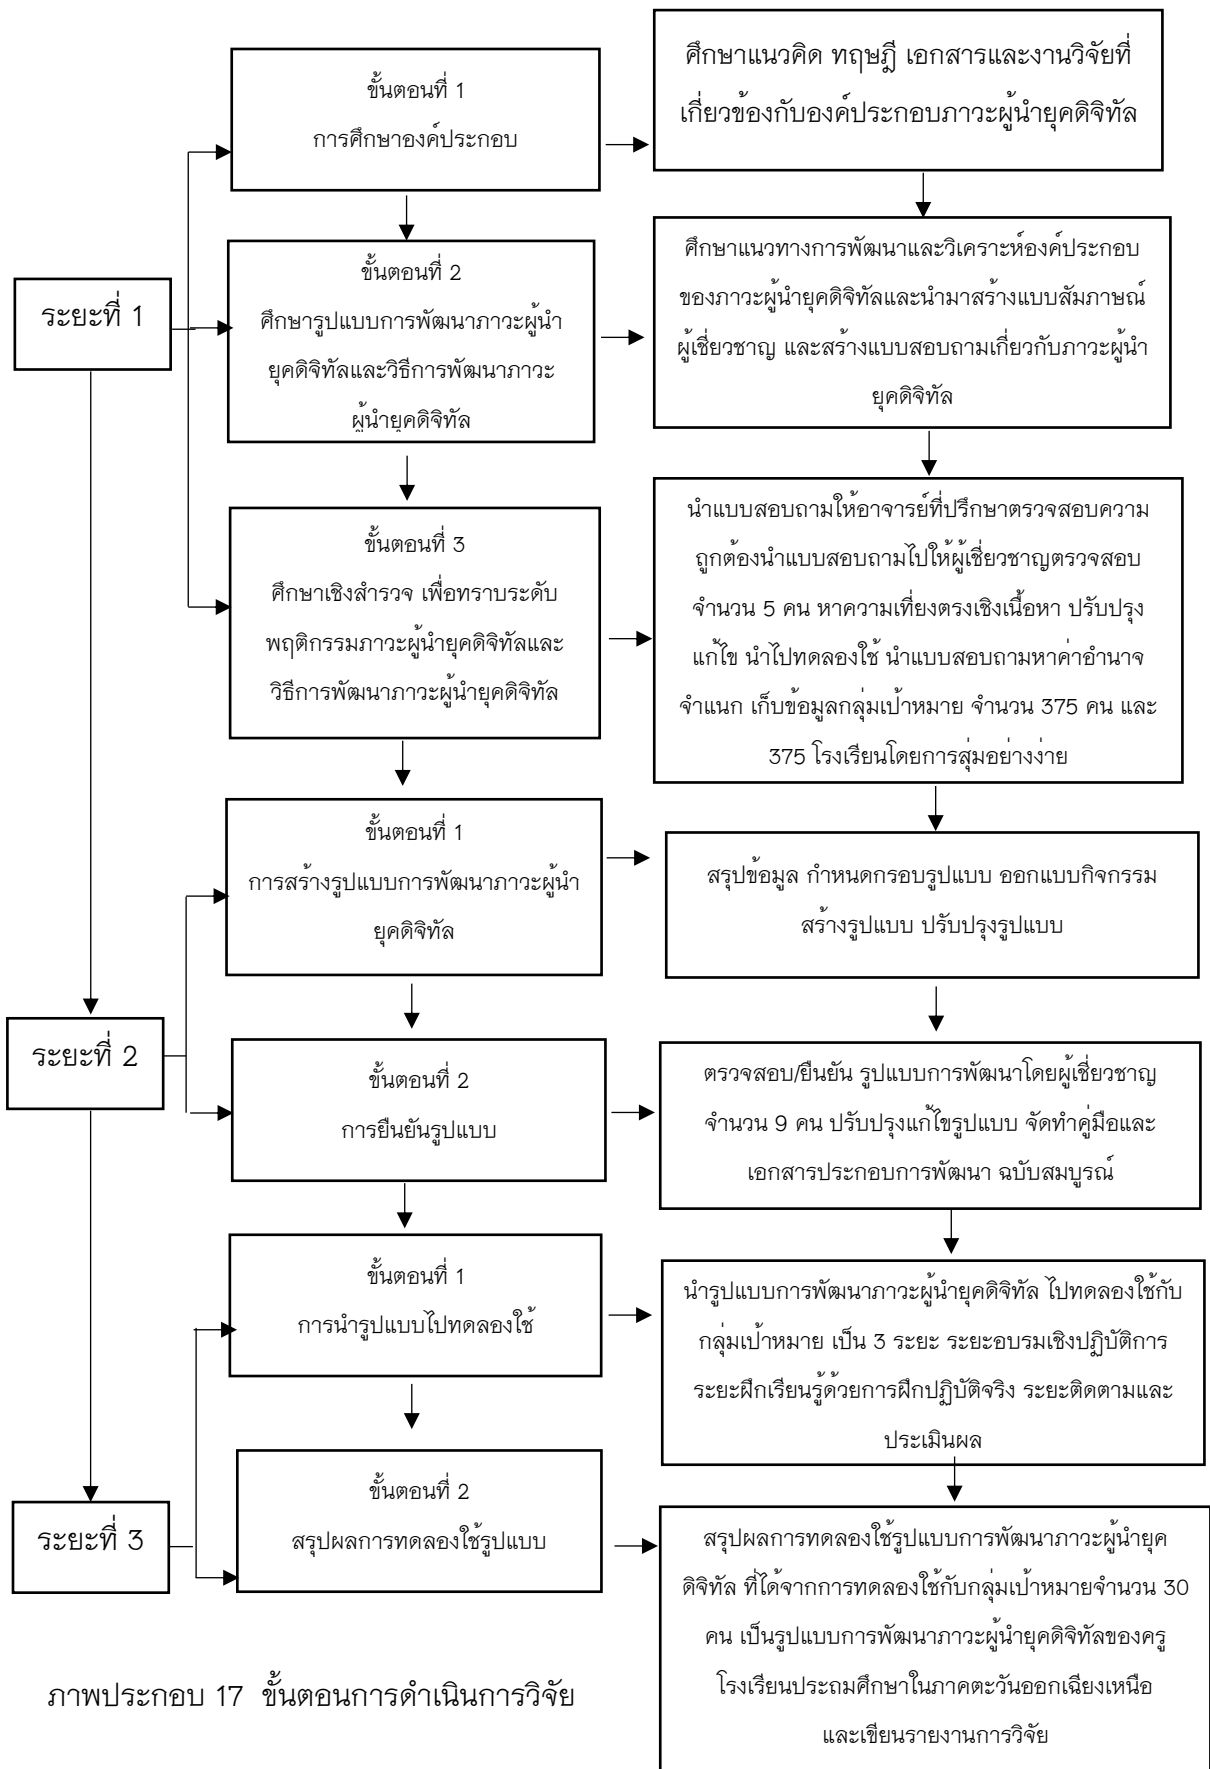 ระยะที่ 1
ขั้นตอนที่ 1
การศึกษาองค์ประกอบ
ศึกษาแนวคิด ทฤษฎี เอกสารและงานวิจัยที่
เกี่ยวข้องกับองค์ประกอบภาวะผู้นำยุคดิจิทัล
ขั้นตอนที่ 2
ศึกษารูปแบบการพัฒนาภาวะผู้นำ
ยุคดิจิทัลและวิธีการพัฒนาภาวะ
ผู้นำยุคดิจิทัล
ศึกษาแนวทางการพัฒนาและวิเคราะห์องค์ประกอบ
ของภาวะผู้นำยุคดิจิทัลและนำมาสร้างแบบสัมภาษณ์
ผู้เชี่ยวชาญ และสร้างแบบสอบถามเกี่ยวกับภาวะผู้นำ
ยุคดิจิทัล
ขั้นตอนที่ 3
ศึกษาเชิงสำรวจ เพื่อทราบระดับ
พฤติกรรมภาวะผู้นำยุคดิจิทัลและ
วิธีการพัฒนาภาวะผู้นำยุคดิจิทัล
นำแบบสอบถามให้อาจารย์ที่ปรึกษาตรวจสอบความ
ถูกต้องนำแบบสอบถามไปให้ผู้เชี่ยวชาญตรวจสอบ
จำนวน 5 คน หาความเที่ยงตรงเชิงเนื้อหา ปรับปรุง
แก้ไข นำไปทดลองใช้ นำแบบสอบถามหาค่าอำนาจ
จำแนก เก็บข้อมูลกลุ่มเป้าหมาย จำนวน 375 คน และ
375 โรงเรียนโดยการสุ่มอย่างง่าย
ระยะที่ 2
ขั้นตอนที่ 1
การสร้างรูปแบบการพัฒนาภาวะผู้นำ
ยุคดิจิทัล
สรุปข้อมูล กำหนดกรอบรูปแบบ ออกแบบกิจกรรม
สร้างรูปแบบ ปรับปรุงรูปแบบ
ขั้นตอนที่ 2
การยืนยันรูปแบบ
ตรวจสอบ/ยืนยัน รูปแบบการพัฒนาโดยผู้เชี่ยวชาญ
จำนวน 9 คน ปรับปรุงแก้ไขรูปแบบ จัดทำคู่มือและ
เอกสารประกอบการพัฒนา ฉบับสมบูรณ์
ระยะที่ 3
ขั้นตอนที่ 1
การนำรูปแบบไปทดลองใช้
นำรูปแบบการพัฒนาภาวะผู้นำยุคดิจิทัล ไปทดลองใช้กับ
กลุ่มเป้าหมาย เป็น 3 ระยะ ระยะอบรมเชิงปฏิบัติการ
ระยะฝึกเรียนรู้ด้วยการฝึกปฏิบัติจริง ระยะติดตามและ
ประเมินผล
ขั้นตอนที่ 2
สรุปผลการทดลองใช้รูปแบบ
สรุปผลการทดลองใช้รูปแบบการพัฒนาภาวะผู้นำยุค
ดิจิทัล ที่ได้จากการทดลองใช้กับกลุ่มเป้าหมายจำนวน 30
คน เป็นรูปแบบการพัฒนาภาวะผู้นำยุคดิจิทัลของครู
โรงเรียนประถมศึกษาในภาคตะวันออกเฉียงเหนือ
และเขียนรายงานการวิจัย
ภาพประกอบ 17 ขั้นตอนการดำเนินการวิจัย